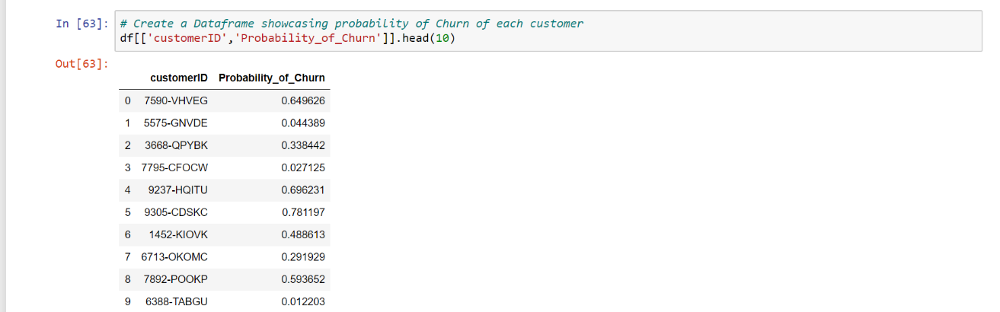 In [63]: # Create a Dataframe showcasing probability of Churn of each customer
df[['customerID','Probability_of_Churn']].head(10)
Out[63]:
customerID Probability_of_Churn
0 7590-VHVEG 0.649626
1 5575-GNVDE 0.044389
2 3668-QPYBK 0.338442
3 7795-CFOCW 0.027125
4 9237-HQITU 0.696231
5 9305-CDSKC 0.781197
6 1452-KIOVK 0.488613
7 6713-OKOMC 0.291929
8 7892-POOKP 0.593652
9 6388-TABGU 0.012203